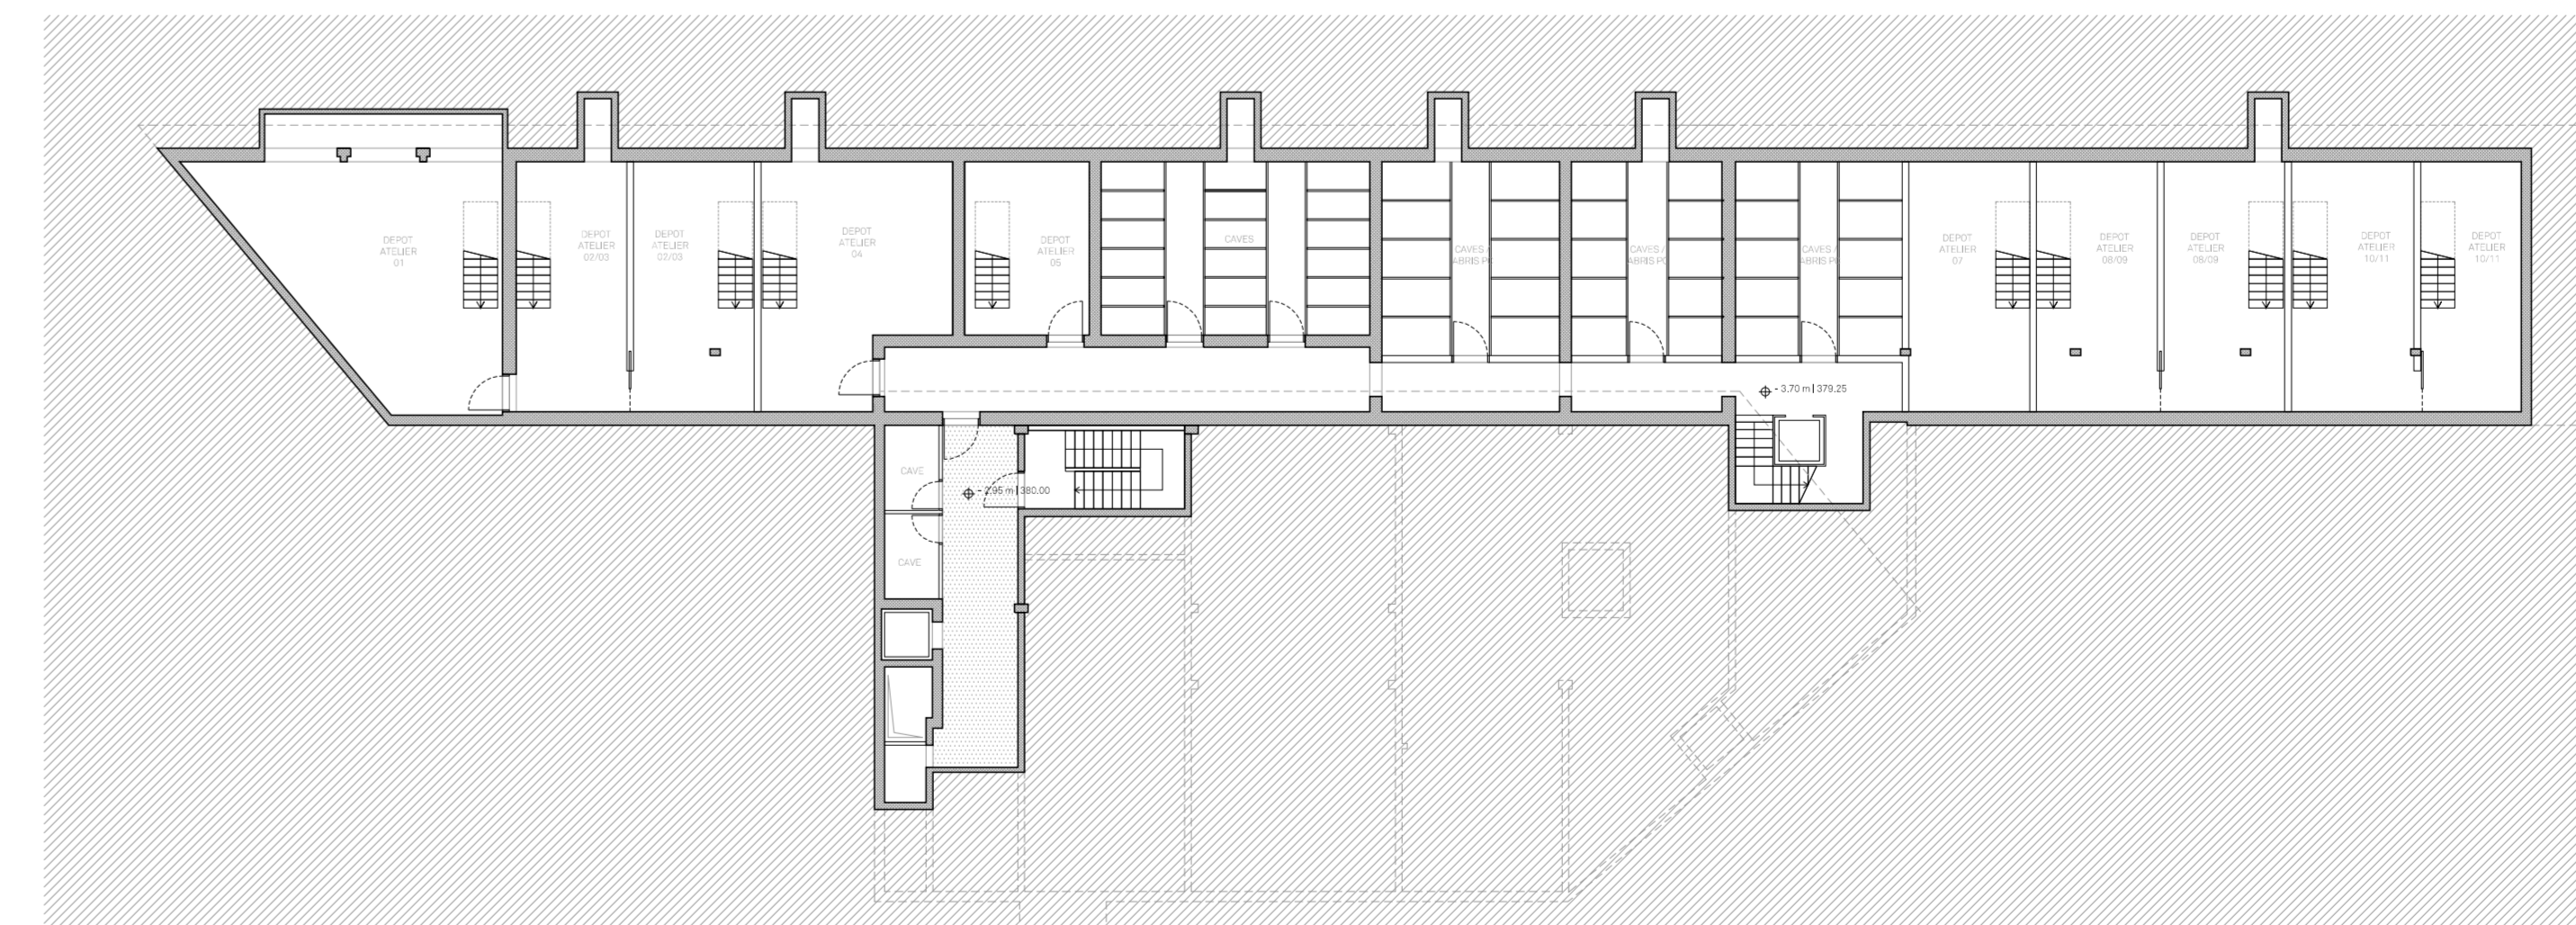 DEPOT
ATELIER
01
DEPOT
ATELIER
02/03
DEPOT
ATELIER
02/03
DEPOT
ATELIER
04
DEPOT
ATELIER
05
CAVES
CAVES /
ABRIS PC
CAVES /
ABRIS PC
CAVES /
ABRIS PC
DEPOT
ATELIER
07
DEPOT
ATELIER
08/09
DEPOT
ATELIER
08/09
DEPOT
ATELIER
10/11
DEPOT
ATELIER
10/11
- 3.70 m | 379.25
CAVE
- 2.95 m | 380.00
CAVE